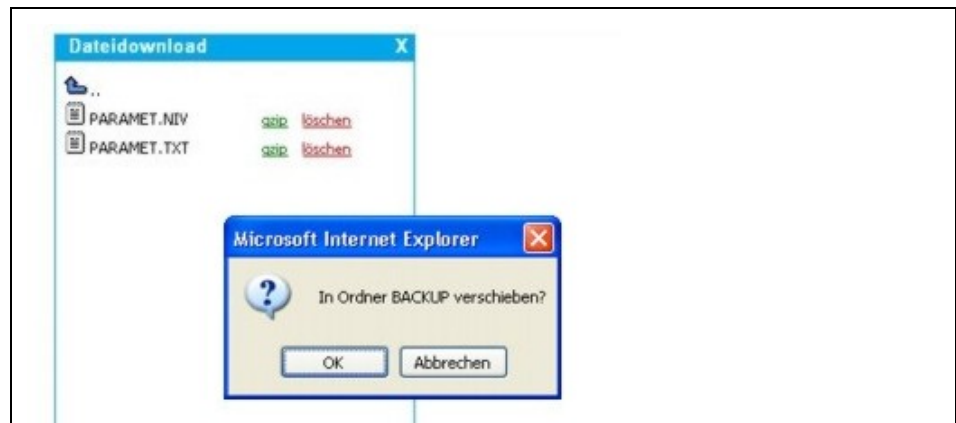 Dateidownload X
..
PARAMET.NIV gzip löschen
PARAMET.TXT gzip löschen
Microsoft Internet Explorer
In Ordner BACKUP verschieben?
OK Abbrechen